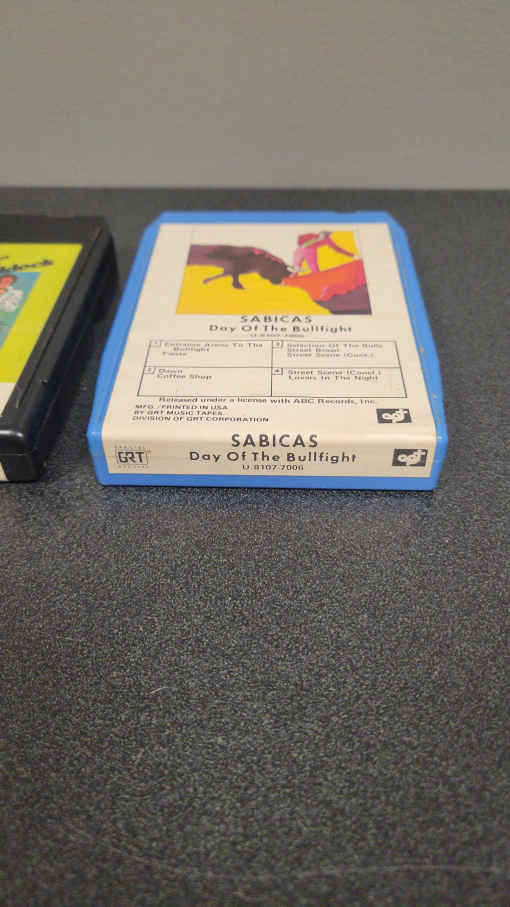 SABICAS
Day Of The Bullfight
U 8107-7006
1 Entrance Arena To The
Bullfight
Fiesta
2 Dawn
Coffee Shop
3 Selection Of The Bulls
Street Brawl
Street Scene (Cont.)
4 Street Scene (Concl.)
Lovers In The Night
Released under a license with ABC Records, Inc.
MFG./PRINTED IN USA
BY GRT MUSIC TAPES
DIVISION OF GRT CORPORATION
GRT
SABICAS
Day Of The Bullfight
U 8107-7006